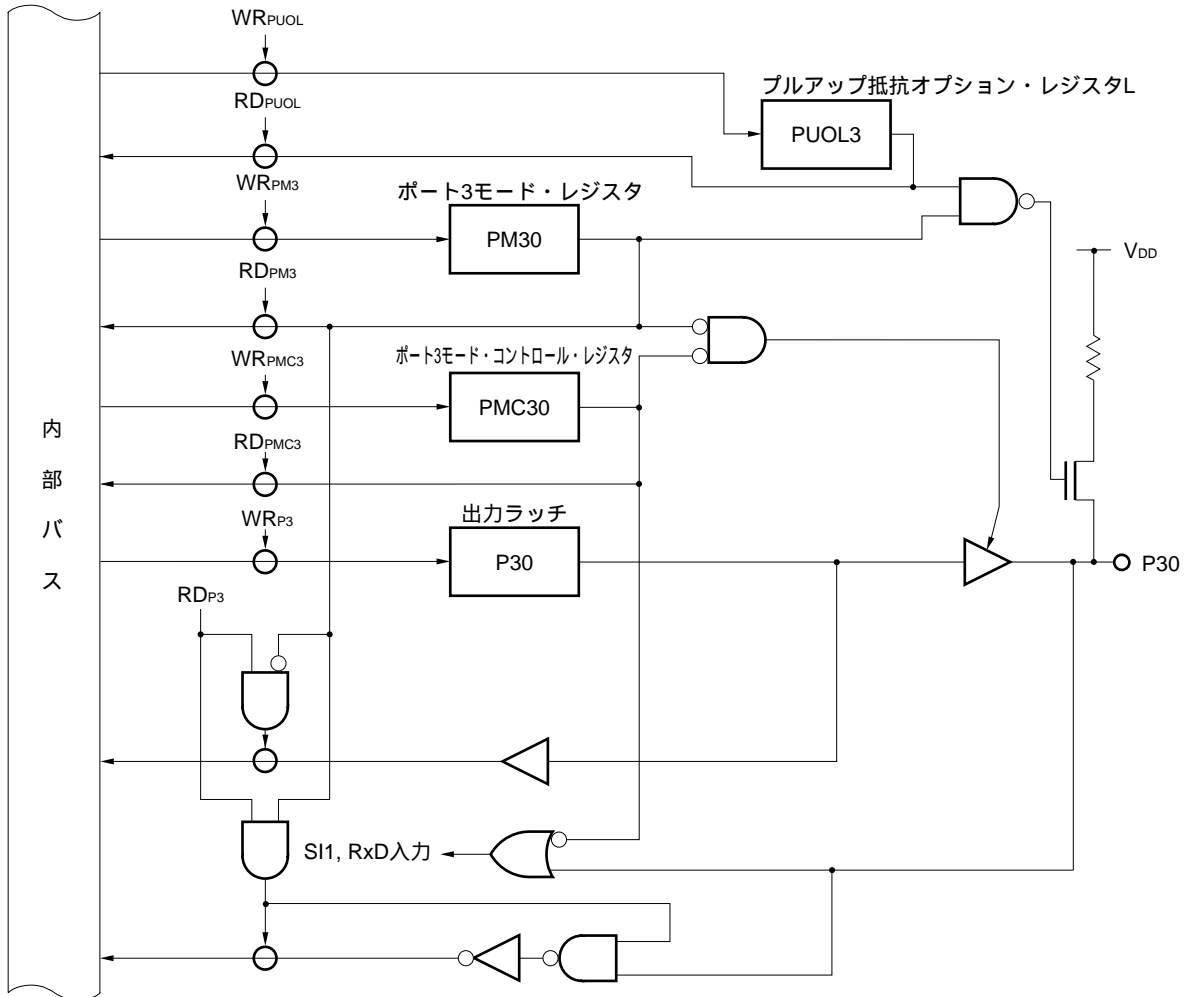 WRPUOL
RDPUOL
プルアップ抵抗オプション・レジスタL
PUOL3
WRPM3
ポート3モード・レジスタ
PM30
VDD
RDPM3
WRPMC3
ポート3モード・コントロール・レジスタ
PMC30
内部バス
RDPMC3
WRP3
出力ラッチ
P30
P30
RDP3
SI1, RxD入力